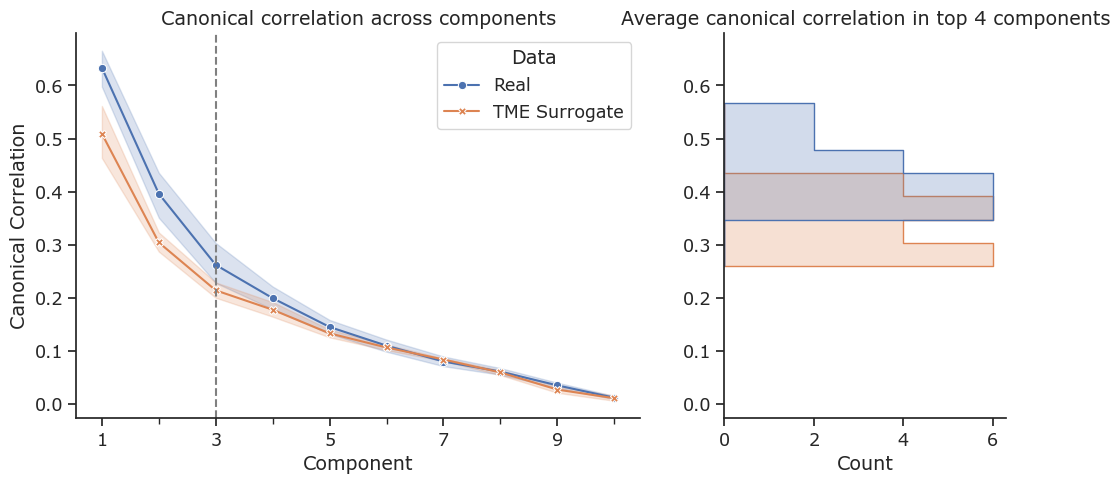 Canonical correlation across components
Canonical Correlation
0.6
0.5
0.4
0.3
0.2
0.1
0.0
1
3
5
7
9
Component
Data
Real
TME Surrogate
Average canonical correlation in top 4 components
0.6
0.5
0.4
0.3
0.2
0.1
0.0
0
2
4
6
Count